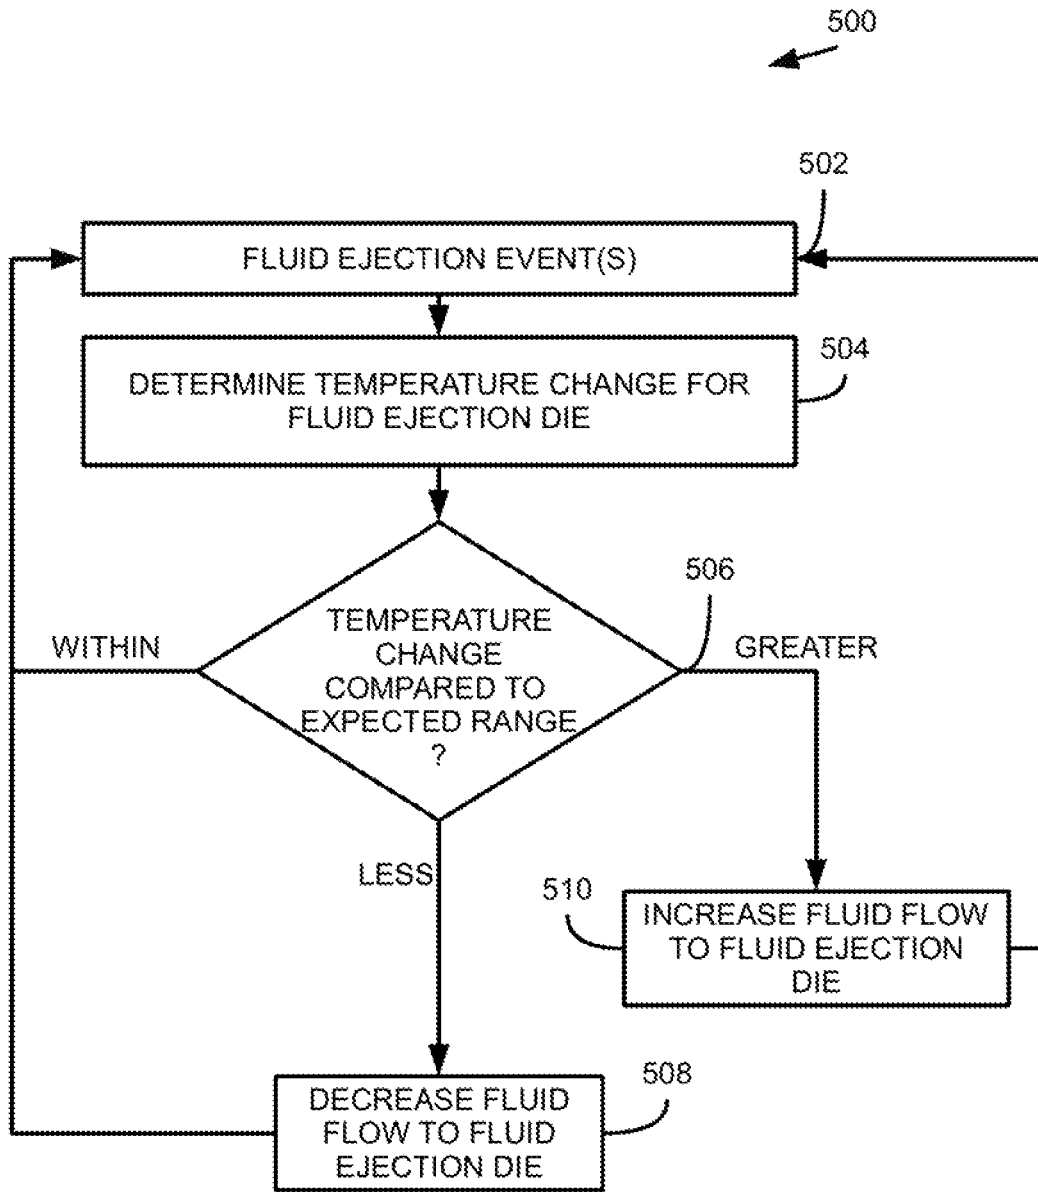 500
502
FLUID EJECTION EVENT(S)
504
DETERMINE TEMPERATURE CHANGE FOR
FLUID EJECTION DIE
506
TEMPERATURE
CHANGE
COMPARED TO
EXPECTED RANGE
?
WITHIN
GREATER
LESS
510
INCREASE FLUID FLOW
TO FLUID EJECTION
DIE
508
DECREASE FLUID
FLOW TO FLUID
EJECTION DIE